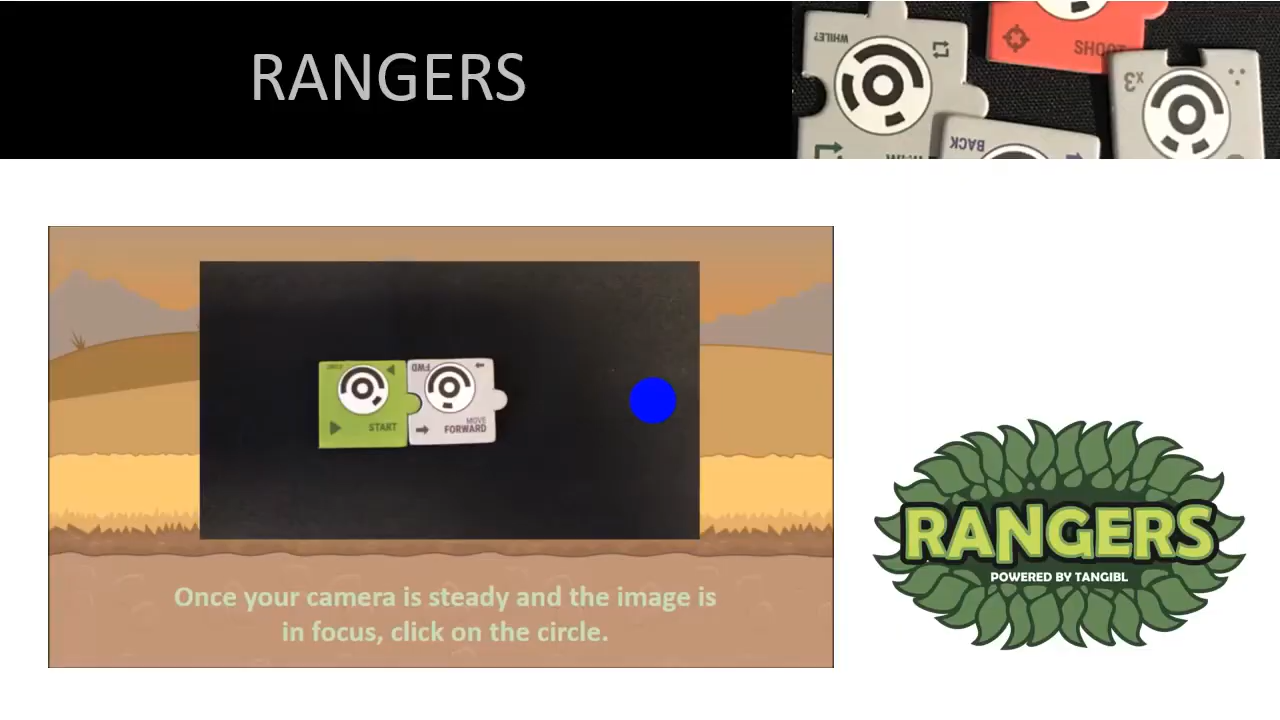 RANGERS
WHILE?
SHOOT
x3
BACK
FWD
START
MOVE
FORWARD
Once your camera is steady and the image is
in focus, click on the circle.
RANGERS
POWERED BY TANGIBL